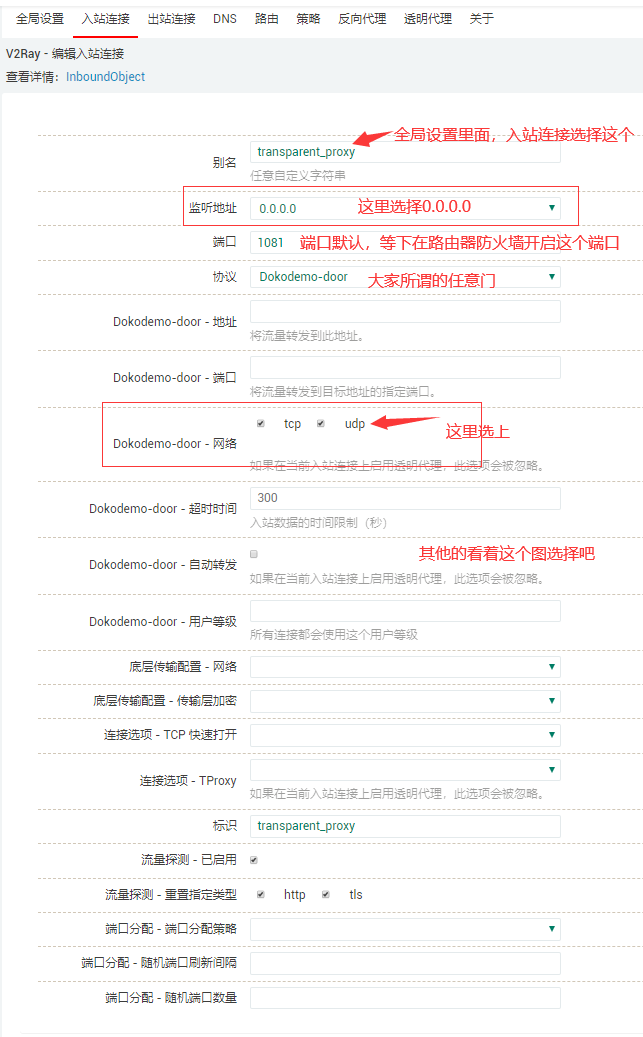 全局设置 入站连接 出站连接 DNS 路由 策略 反向代理 透明代理 关于
V2Ray - 编辑入站连接
查看详情：InboundObject
全局设置里面，入站连接选择这个
别名 transparent_proxy
任意自定义字符串
监听地址 0.0.0.0 这里选择0.0.0.0
端口 1081 端口默认，等下在路由器防火墙开启这个端口
协议 Dokodemo-door 大家所谓的任意门
Dokodemo-door - 地址
将流量转发到此地址。
Dokodemo-door - 端口
将流量转发到目标地址的指定端口。
tcp udp 这里选上
Dokodemo-door - 网络
如果在当前入站连接上启用透明代理，此选项会被忽略。
Dokodemo-door - 超时时间 300
入站数据的时间限制（秒）
其他的看着这个图选择吧
Dokodemo-door - 自动转发
如果在当前入站连接上启用透明代理，此选项会被忽略。
Dokodemo-door - 用户等级
所有连接都会使用这个用户等级
底层传输配置 - 网络
底层传输配置 - 传输层加密
连接选项 - TCP 快速打开
连接选项 - TProxy
如果在当前入站连接上启用透明代理，此选项会被忽略。
标识 transparent_proxy
流量探测 - 已启用
流量探测 - 重置指定类型 http tls
端口分配 - 端口分配策略
端口分配 - 随机端口刷新间隔
端口分配 - 随机端口数量